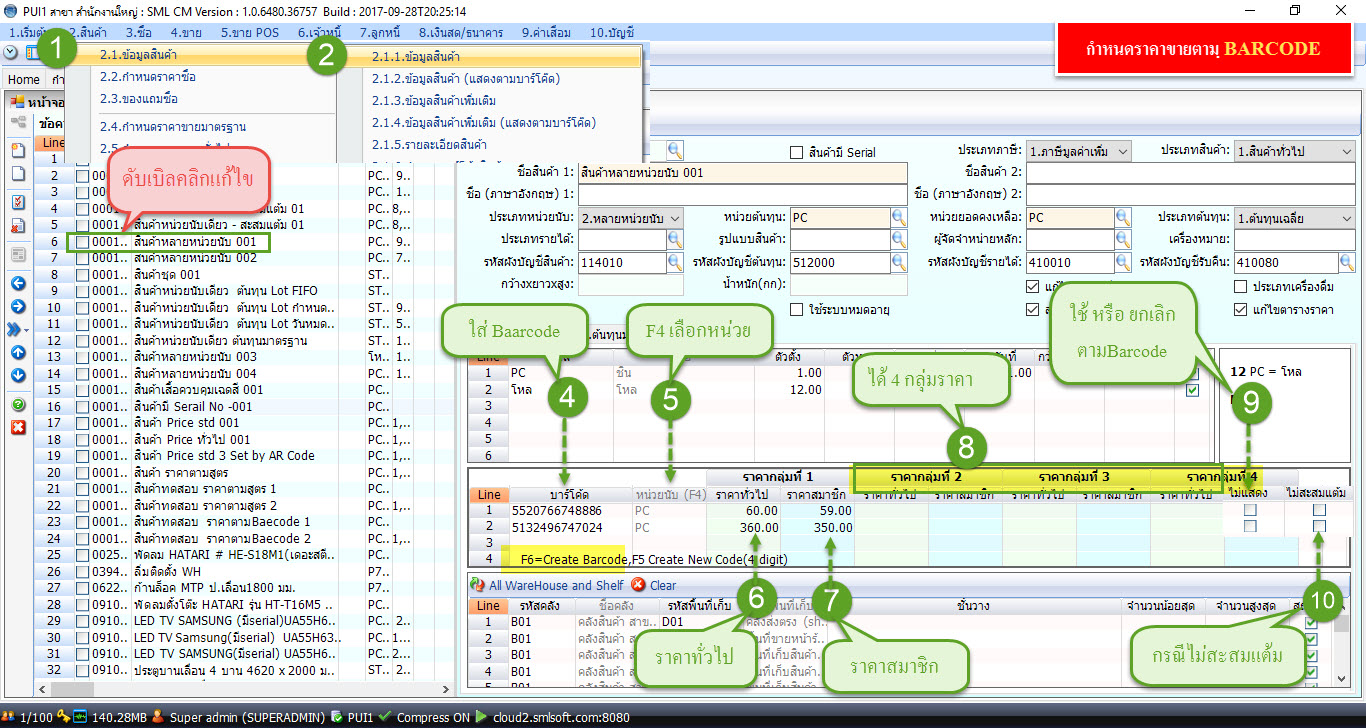 PUI1 สาขา สำนักงานใหญ่ : SML CM Version : 1.0.6480.36757 Build : 2017-09-28T20:25:14
2.สินค้า 3.ซื้อ 4.ขาย 5.ขาย POS 6.เจ้าหนี้ 7.ลูกหนี้ 8.เงินสด/ธนาคาร 9.ค่าเสื่อม 10.บัญชี
กำหนดราคาขายตามฺ BARCODE
1
2
2.1.ข้อมูลสินค้า
2.2.กำหนดราคาซื้อ
2.3.ของแถมซื้อ
2.4.กำหนดราคาขายมาตรฐาน
2.1.1.ข้อมูลสินค้า
2.1.2.ข้อมูลสินค้า (แสดงตามบาร์โค๊ด)
2.1.3.ข้อมูลสินค้าเพิ่มเติม
2.1.4.ข้อมูลสินค้าเพิ่มเติม (แสดงตามบาร์โค๊ด)
2.1.5.รายละเอียดสินค้า
Home
Line
ดับเบิลคลิกแก้ไข
1
2 PC.. 9..
3 PC.. 1..
4 0001.. PC.. 8,..
5 0001.. สินค้าหน่วยนับเดียว - สะสมแต้ม 01 PC.. 8,..
6 0001.. สินค้าหลายหน่วยนับ 001 PC.. 9..
7 0001.. สินค้าหลายหน่วยนับ 002 PC.. 7..
8 0001.. สินค้าชุด 001 ST..
9 0001.. สินค้าหน่วยนับเดียว ต้นทุน Lot FIFO ST..
10 0001.. สินค้าหน่วยนับเดียว ต้นทุน Lot กำหนด.. ST.. 9..
11 0001.. สินค้าหน่วยนับเดียว ต้นทุน Lot วันหมด.. ST.. 5..
12 0001.. สินค้าหน่วยนับเดียว ต้นทุนมาตรฐาน ST.. 1..
13 0001.. สินค้าหลายหน่วยนับ 003 โห.. 1..
14 0001.. สินค้าหลายหน่วยนับ 004 PC.. 1..
15 0001.. สินค้าเสื้อควบคุมเฉดสี 001 PC..
16 0001.. สินค้ามี Serail No -001 PC..
17 0001.. สินค้า Price std 001 PC.. 1,..
18 0001.. สินค้า Price ทั่วไป 001 PC.. 1..
19 0001.. สินค้า Price std 3 Set by AR Code PC.. 1,..
20 0001.. สินค้า ราคาตามสูตร PC.. 1..
21 0001.. สินค้าทดสอบ ราคาตามสูตร 1 PC..
22 0001.. สินค้าทดสอบ ราคาตามสูตร 2 PC.. 1,..
23 0001.. สินค้าทดสอบ ราคาตามBaecode 1 PC..
24 0001.. สินค้าทดสอบ ราคาตามBaecode 2 PC.. 1,..
25 0025.. พัดลม HATARI # HE-S18M1(เดอะสตี.. PC..
26 0394.. ลิ่มติดตั้ง WH P7..
27 0622.. ก้านล็อค MTP ป.เลื่อน1800 มม. P7..
28 0910.. พัดลมตั้งโต๊ะ HATARI รุ่น HT-T16M5 .. PC..
29 0910.. LED TV SAMSUNG (มีserial)UA55H6.. PC.. 2..
30 0910.. LED TV Samsung(มีserial) UA55H63.. PC.. 1..
31 0910.. LED TV SAMSUNG(มีserial) UA55H6.. PC.. 2..
32 0910.. ประตูบานเลื่อน 4 บาน 4620 x 2000 ม.. ST.. 2..
สินค้ามี Serial ประเภทภาษี: 1.ภาษีมูลค่าเพิ่ม ประเภทสินค้า: 1.สินค้าทั่วไป
ชื่อสินค้า 1: สินค้าหลายหน่วยนับ 001 ชื่อสินค้า 2:
ชื่อ (ภาษาอังกฤษ) 1: ชื่อ (ภาษาอังกฤษ) 2:
ประเภทหน่วยนับ: 2.หลายหน่วยนับ หน่วยต้นทุน: PC หน่วยยอดคงเหลือ: PC ประเภทต้นทุน: 1.ต้นทุนเฉลี่ย
ประเภทรายได้: รูปแบบสินค้า: ผู้จัดจำหน่ายหลัก: เครื่องหมาย:
รหัสผังบัญชีสินค้า: 114010 รหัสผังบัญชีต้นทุน: 512000 รหัสผังบัญชีรายได้: 410010 รหัสผังบัญชีรับคืน: 410080
กว้างxยาวxสูง: น้ำหนัก(กก): ประเภทเครื่องดื่ม
ใช้ระบบหมดอายุ แก้ไขตารางราคา
ใส่ Baarcode
F4 เลือกหน่วย
ใช้ หรือ ยกเลิก
ตามBarcode
ได้ 4 กลุ่มราคา
4
5
8
9
ตัวตั้ง
1 PC ชิ้น 1.00
2 โหล โหล 12.00
3
4
5
6
12 PC = โหล
ราคากลุ่มที่ 1 ราคากลุ่มที่ 2 ราคากลุ่มที่ 3 ราคากลุ่มที่ 4
Line บาร์โค๊ด หน่วยนับ (F4) ราคาทั่วไป ราคาสมาชิก ราคาทั่วไป ราคาสมาชิก ราคาทั่วไป ราคาสมาชิก ราคาทั่วไป ไม่แสดง ไม่สะสมแต้ม
1 5520766748886 PC 60.00 59.00
2 5132496747024 PC 360.00 350.00
3
4 F6=Create Barcode,F5 Create New Code(4 digit)
All WareHouse and Shelf Clear
Line รหัสคลัง ชื่อคลัง รหัสพื้นที่เก็บ ชั้นวาง จำนวนน้อยสุด จำนวนสูงสุด
1 B01 คลังสินค้า สาข.. D01 คลังส่งตรง (sh..
2 B01 คลังสินค้า
3 B01 คลังสินค้า
4 B01 คลังสินค้า
5 B01
6
7
10
ราคาทั่วไป
ราคาสมาชิก
กรณีไม่สะสมแต้ม
1/100 140.28MB Super admin (SUPERADMIN) PUI1 Compress ON cloud2.smlsoft.com:8080